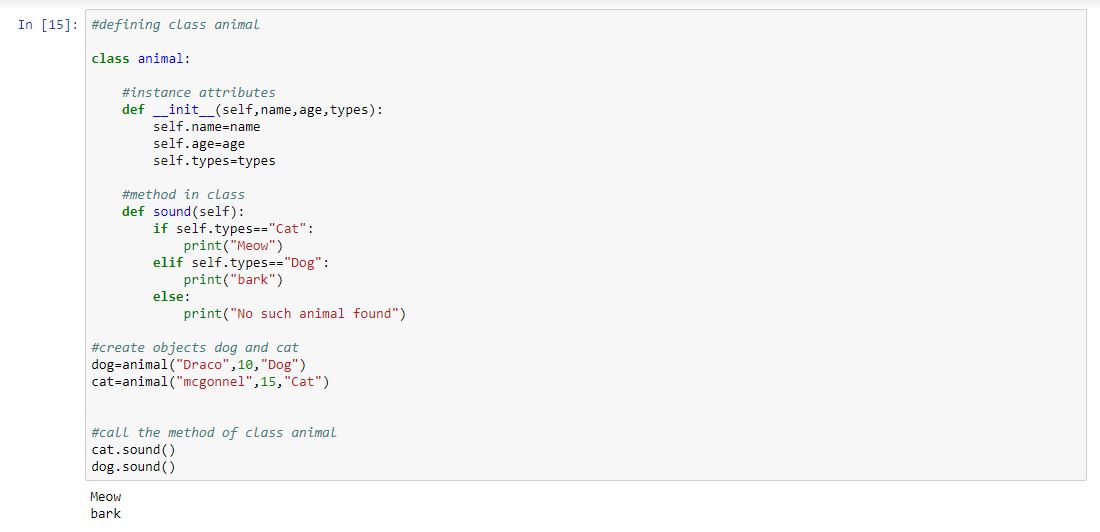 In [15]: #defining class animal
class animal:
    #instance attributes
    def __init__(self,name,age,types):
        self.name=name
        self.age=age
        self.types=types
    #method in class
    def sound(self):
        if self.types=="Cat":
            print("Meow")
        elif self.types=="Dog":
            print("bark")
        else:
            print("No such animal found")
#create objects dog and cat
dog=animal("Draco",10,"Dog")
cat=animal("mcgonnel",15,"Cat")
#call the method of class animal
cat.sound()
dog.sound()
Meow
bark